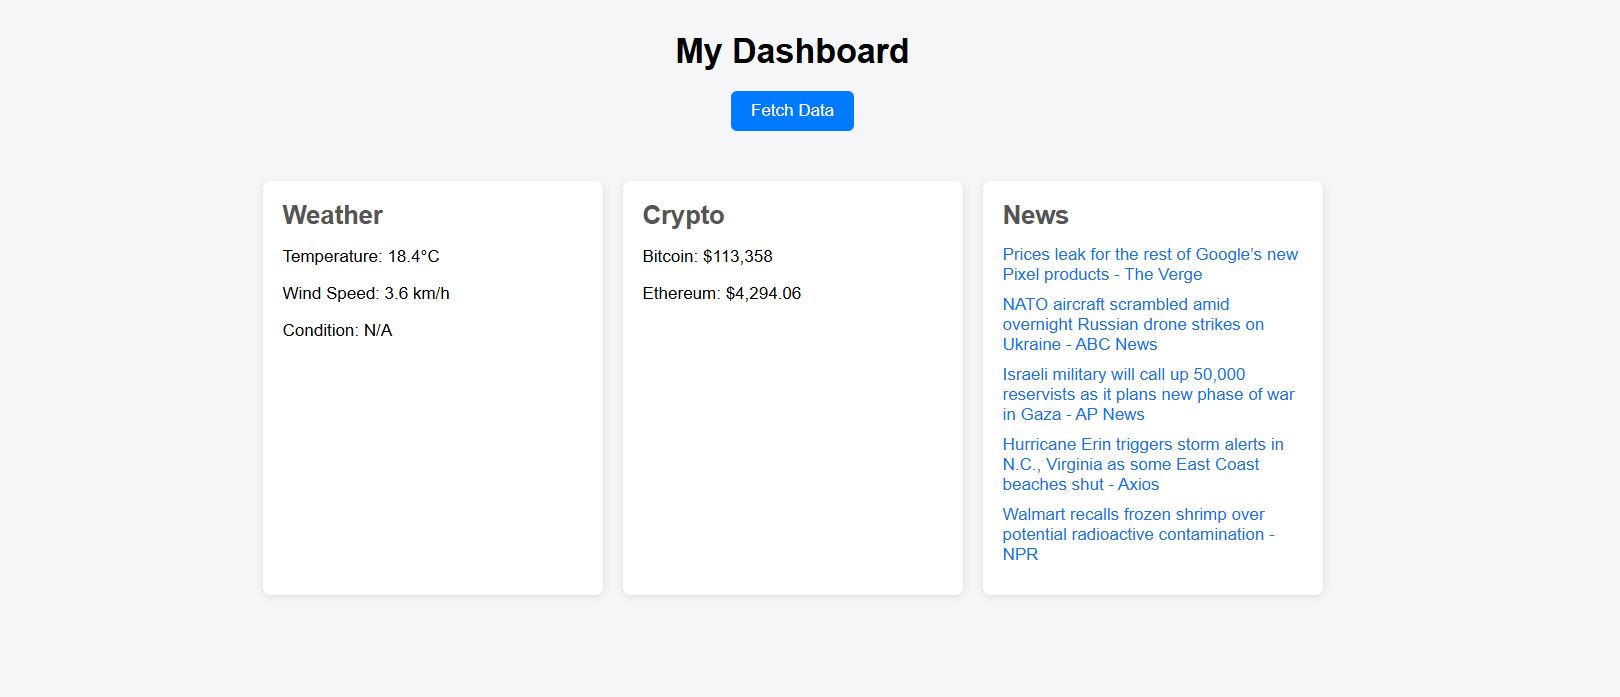 My Dashboard
Fetch Data
Weather
Temperature: 18.4°C
Wind Speed: 3.6 km/h
Condition: N/A
Crypto
Bitcoin: $113,358
Ethereum: $4,294.06
News
Prices leak for the rest of Google’s new
Pixel products - The Verge
NATO aircraft scrambled amid
overnight Russian drone strikes on
Ukraine - ABC News
Israeli military will call up 50,000
reservists as it plans new phase of war
in Gaza - AP News
Hurricane Erin triggers storm alerts in
N.C., Virginia as some East Coast
beaches shut - Axios
Walmart recalls frozen shrimp over
potential radioactive contamination -
NPR